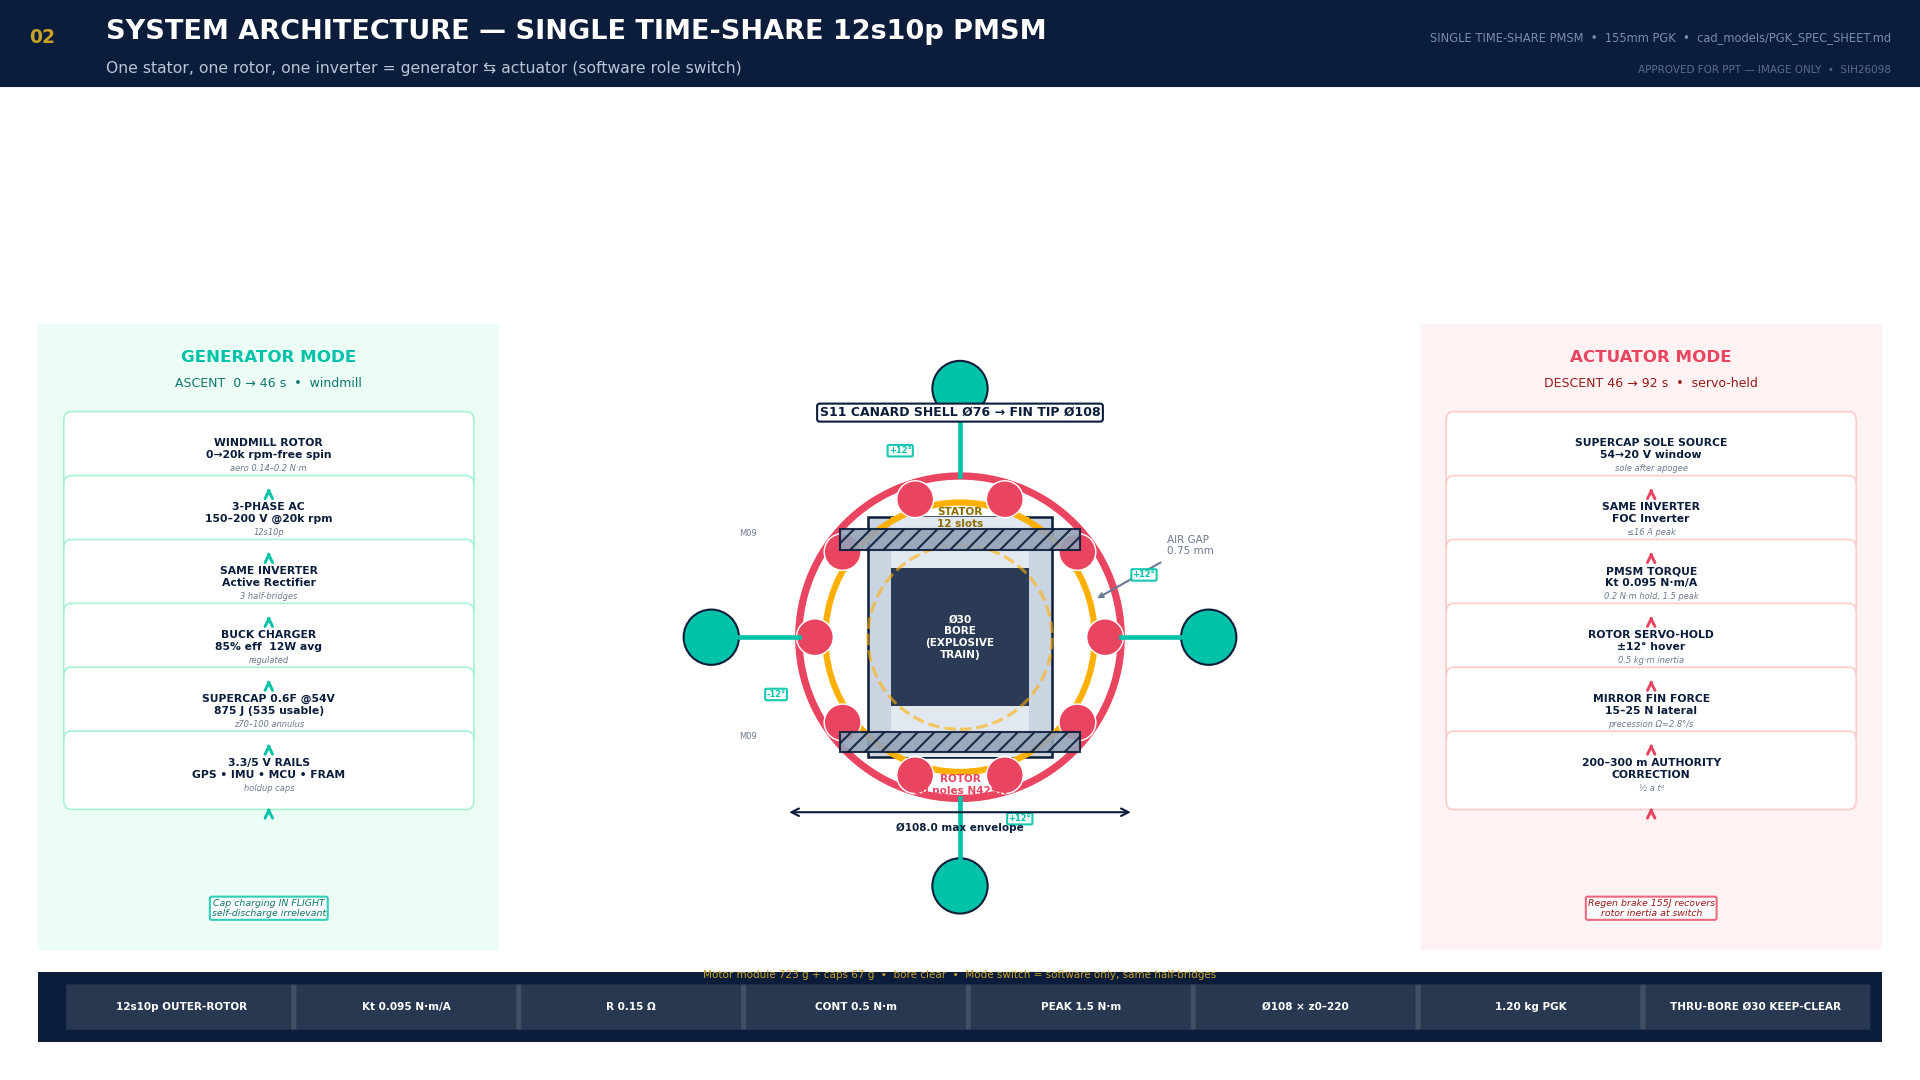 02
SYSTEM ARCHITECTURE — SINGLE TIME-SHARE 12s10p PMSM
One stator, one rotor, one inverter = generator ⇆ actuator (software role switch)
SINGLE TIME-SHARE PMSM • 155mm PGK • cad_models/PGK_SPEC_SHEET.md
APPROVED FOR PPT — IMAGE ONLY • SIH26098
GENERATOR MODE
ASCENT 0 → 46 s • windmill
WINDMILL ROTOR
0→20k rpm-free spin
aero 0.14–0.2 N·m
3-PHASE AC
150–200 V @20k rpm
12s10p
SAME INVERTER
Active Rectifier
3 half-bridges
BUCK CHARGER
85% eff 12W avg
regulated
SUPERCAP 0.6F @54V
875 J (535 usable)
z70–100 annulus
3.3/5 V RAILS
GPS • IMU • MCU • FRAM
holdup caps
Cap charging IN FLIGHT
self-discharge irrelevant
S11 CANARD SHELL Ø76 → FIN TIP Ø108
+12°
STATOR
12 slots
M09
AIR GAP
0.75 mm
+12°
Ø30
BORE
(EXPLOSIVE
TRAIN)
-12°
M09
ROTOR
poles
+12°
Ø108.0 max envelope
ACTUATOR MODE
DESCENT 46 → 92 s • servo-held
SUPERCAP SOLE SOURCE
54→20 V window
sole after apogee
SAME INVERTER
FOC Inverter
≤16 A peak
PMSM TORQUE
Kt 0.095 N·m/A
0.2 N·m hold, 1.5 peak
ROTOR SERVO-HOLD
±12° hover
0.5 kg·m inertia
MIRROR FIN FORCE
15–25 N lateral
precession Ω≈2.8°/s
200–300 m AUTHORITY
CORRECTION
½ a t²
Regen brake 155J recovers
rotor inertia at switch
Motor module 723 g + caps 67 g • bore clear • Mode switch = software only, same half-bridges
12s10p OUTER-ROTOR
Kt 0.095 N·m/A
R 0.15 Ω
CONT 0.5 N·m
PEAK 1.5 N·m
Ø108 × z0–220
1.20 kg PGK
THRU-BORE Ø30 KEEP-CLEAR